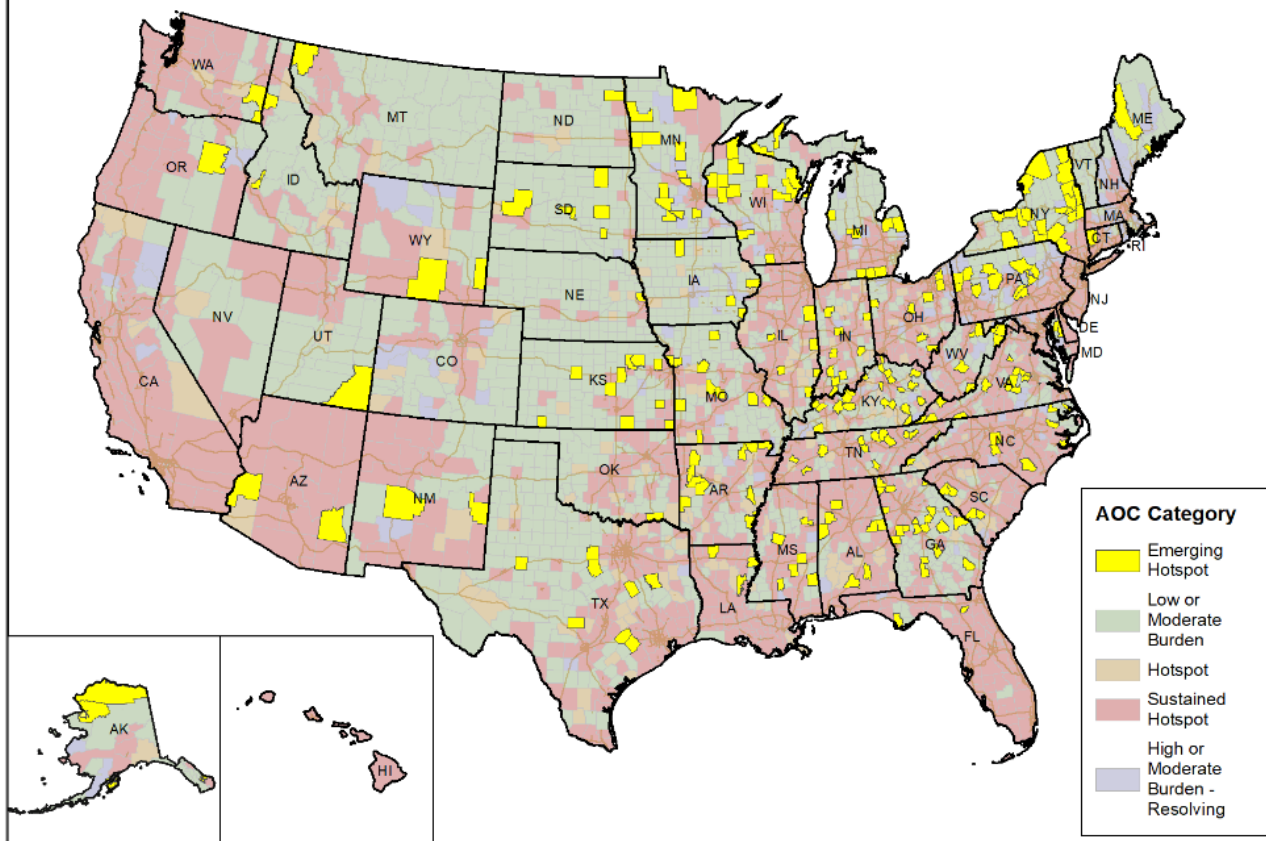 WA
MT
ND
MN
ME
OR
ID
SD
WI
VT
NH
WY
MI
NY
MA
CT
RI
NE
IA
PA
NV
UT
CO
IL
IN
OH
NJ
DE
MD
CA
KS
MO
WV
VA
KY
AZ
NM
OK
AR
TN
NC
SC
MS
AL
GA
TX
LA
FL
AK
HI
AOC Category
Emerging
Hotspot
Low or
Moderate
Burden
Hotspot
Sustained
Hotspot
High or
Moderate
Burden -
Resolving